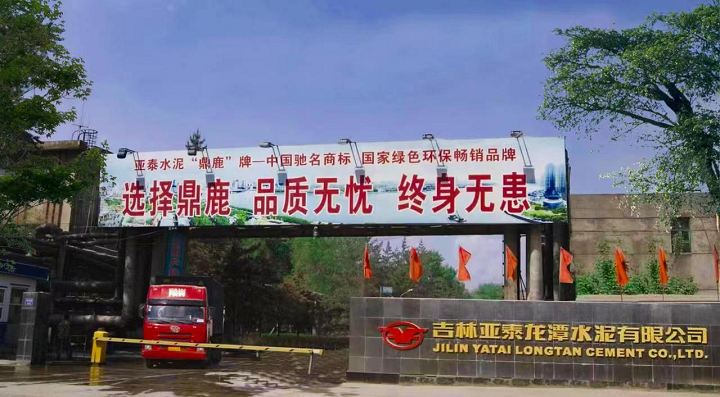 亚泰水泥“鼎鹿”牌—中国驰名商标 国家绿色环保畅销品牌
选择鼎鹿 品质无忧 终身无患
吉林亚泰龙潭水泥有限公司
JILIN YATAI LONGTAN CEMENT CO.,LTD.